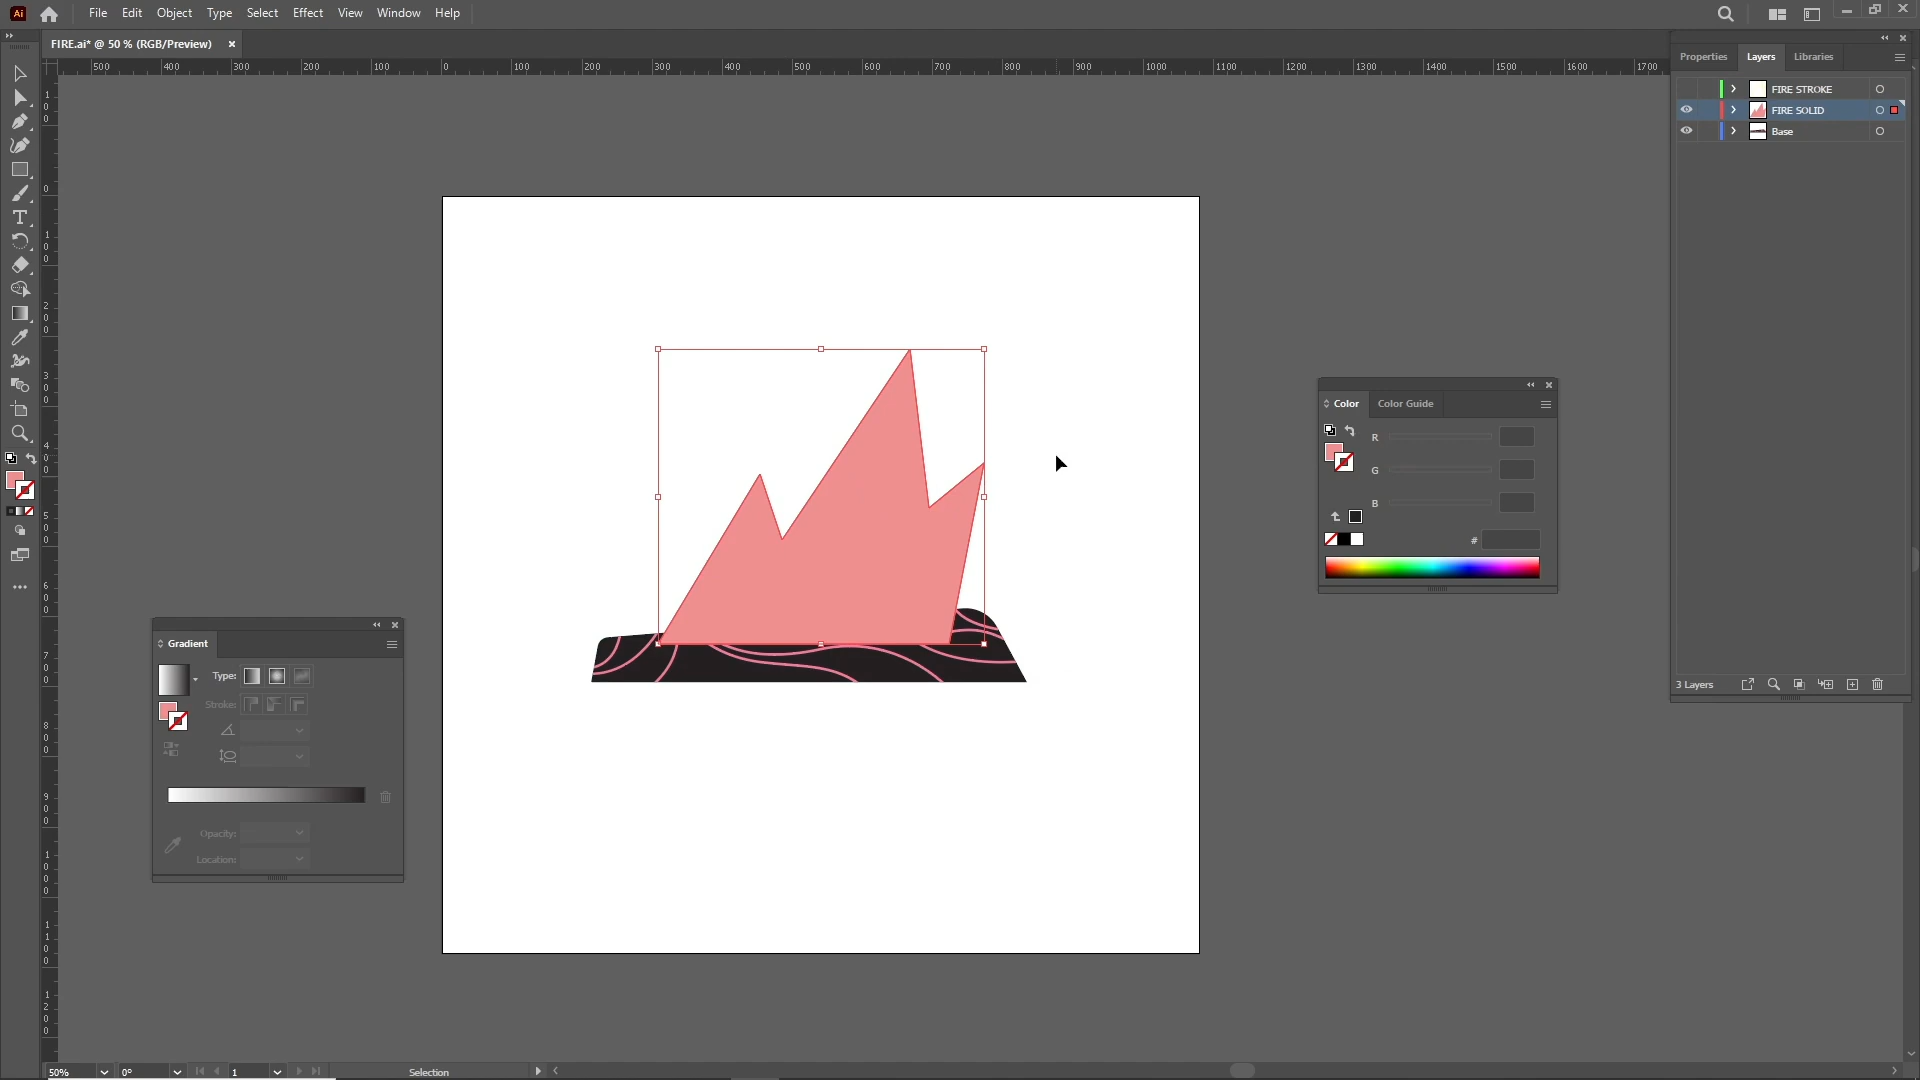 Ai File Edit Object Type Select Effect View Window Help
FIRE.ai* @ 50 % (RGB/Preview)
500 400 300 200 100 0 100 200 300 400 500 600 700 800 900 1000 1100 1200 1300 1400 1500 1600 1700
Properties Layers Libraries
FIRE STROKE
FIRE SOLID
Base
Color Color Guide
R
G
B
#
Gradient
Type:
Stroke:
Opacity:
Location:
3 Layers
50% 0° 1 Selection